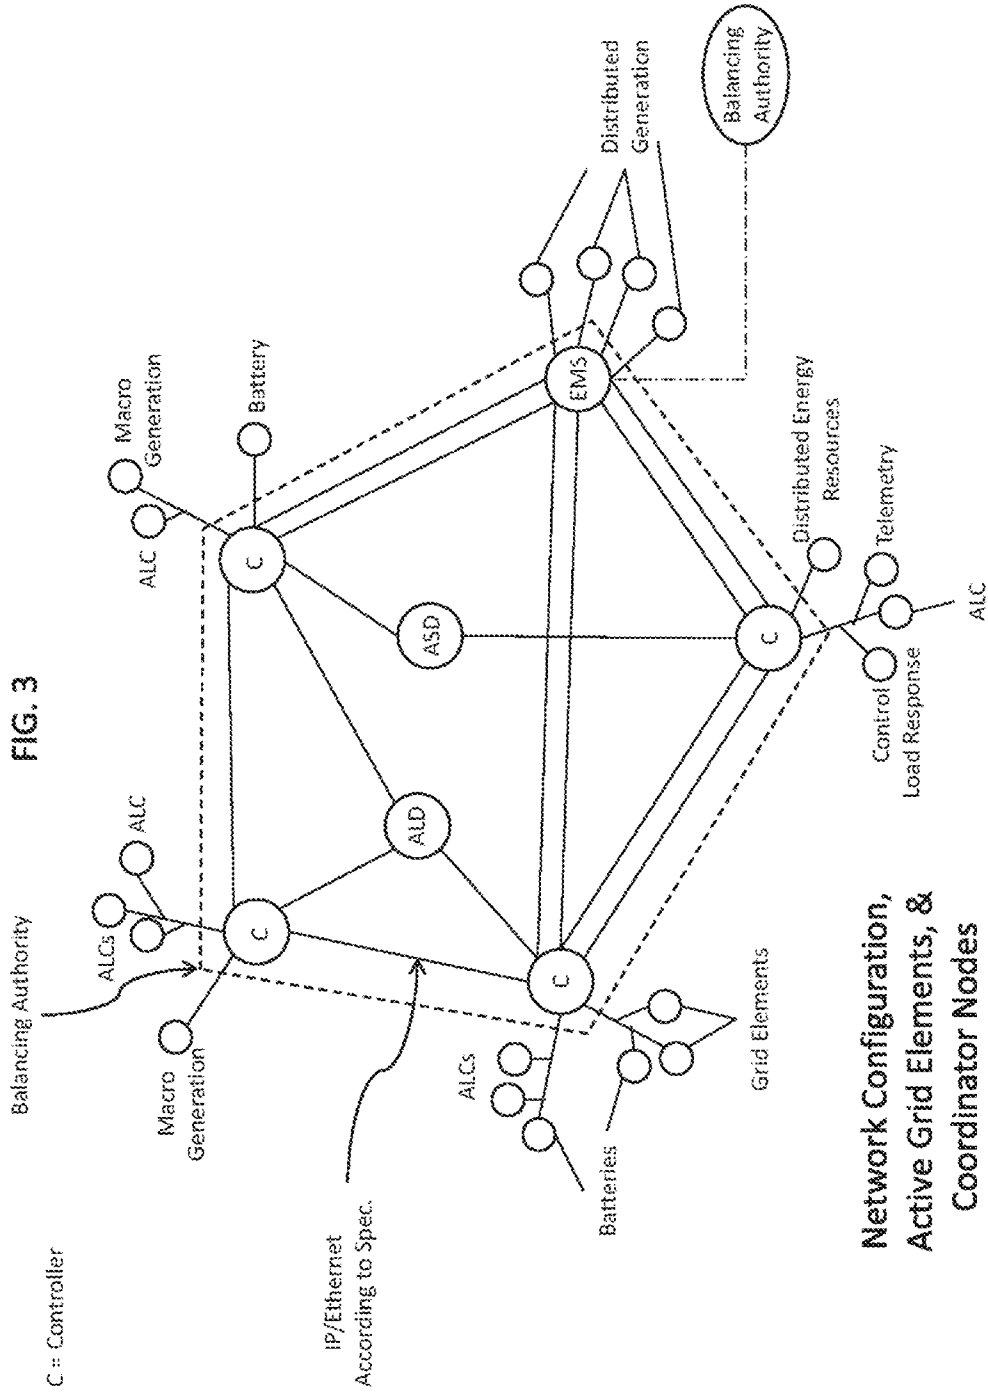 FIG. 3
C = Controller
Balancing Authority
IP/Ethernet
According to Spec.
Macro
Generation
ALCs
ALC
C
ALC
Macro
Generation
C
Battery
ALD
ASD
ALCs
Batteries
C
Grid Elements
EMS
Distributed
Generation
Balancing
Authority
C
Distributed Energy
Resources
Telemetry
Control
Load Response
ALC
Network Configuration,
Active Grid Elements, &
Coordinator Nodes